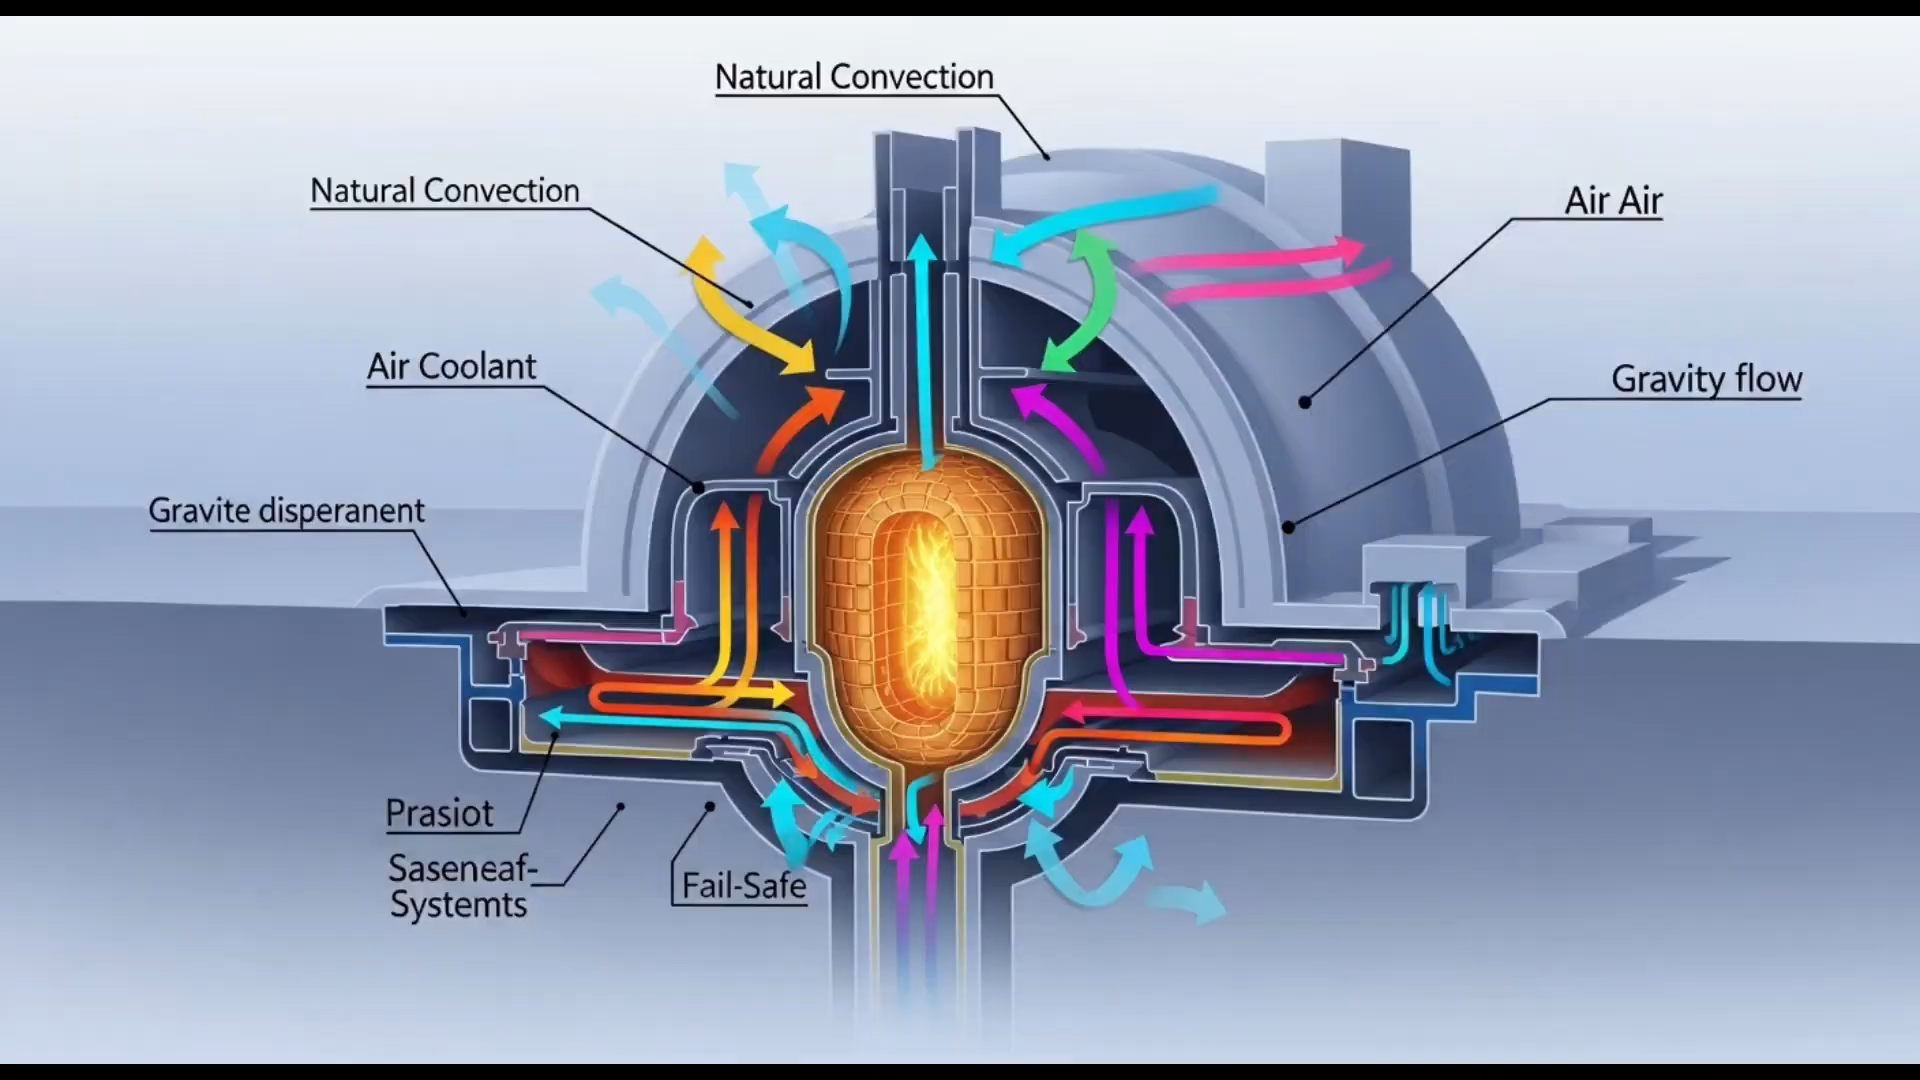 Natural Convection
Natural Convection
Air Air
Air Coolant
Gravity flow
Gravite disperanent
Prasiot
Saseneaf-
Systemts
Fail-Safe